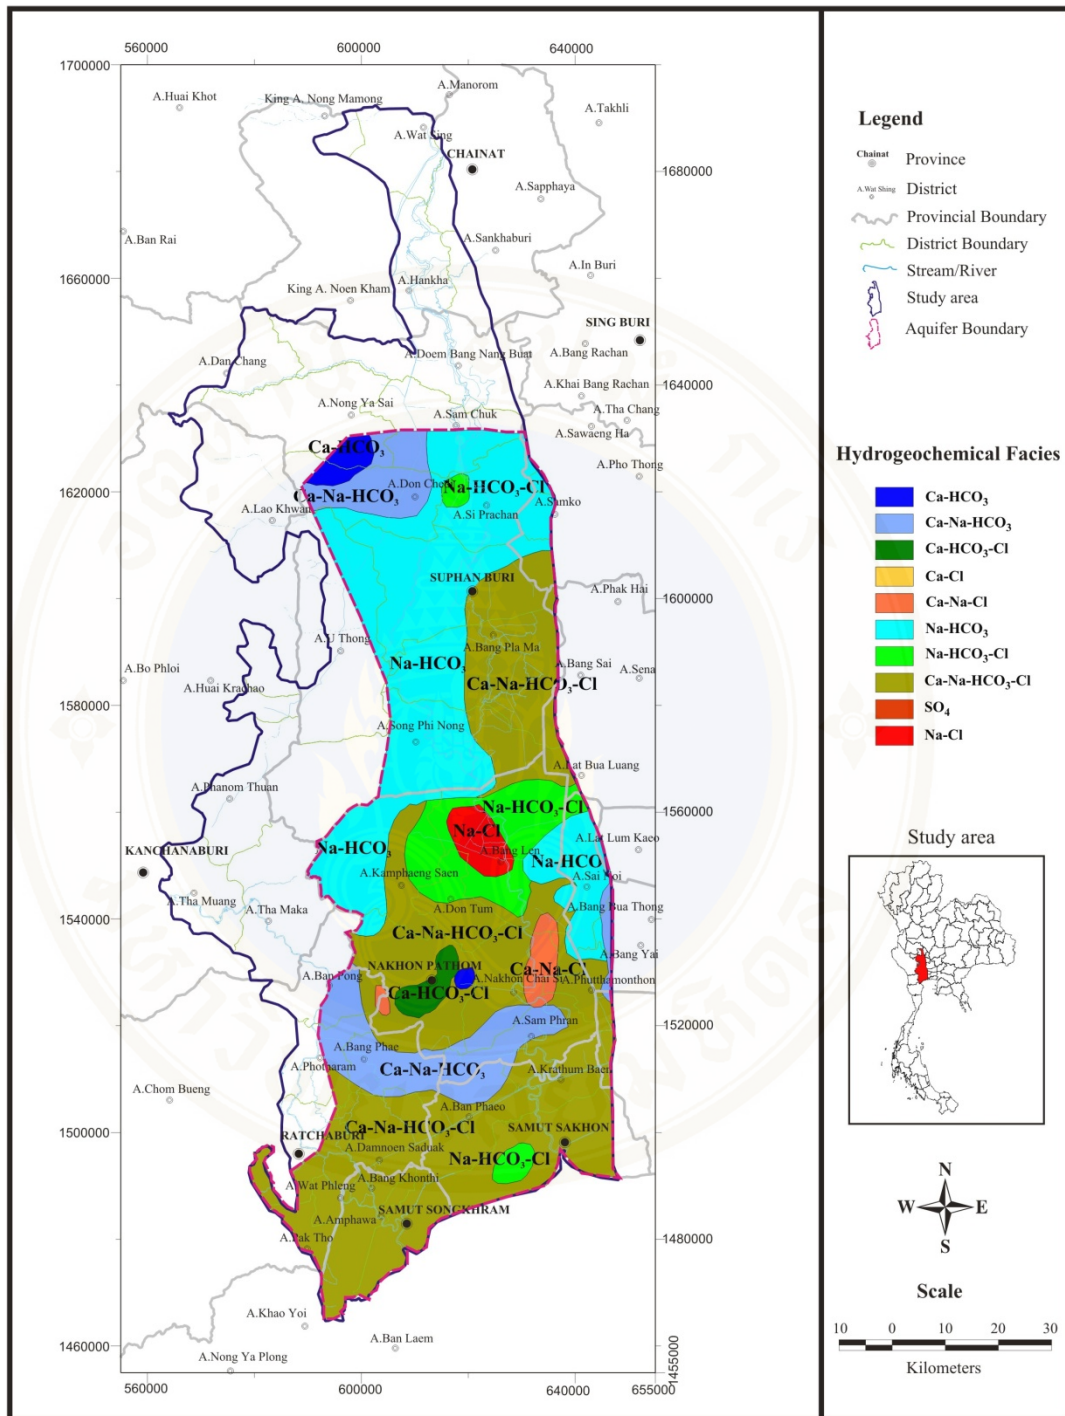 560000
600000
640000
1700000
A.Manorom
A.Huai Khot
King A. Nong Mamong
A.Takhli
A.Wat Sing
CHAINAT
1680000
A.Sapphaya
A.Ban Rai
A.Sankhaburi
A.In Buri
1660000
A.Hankha
King A. Noen Kham
SING BURI
A.Doem Bang Nang Buat
A.Bang Rachan
A.Dan Chang
A.Khai Bang Rachan
1640000
A.Nong Ya Sai
A.Sam Chuk
A.Tha Chang
A.Sawaeng Ha
Ca-HCO₃
A.Pho Thong
1620000
Ca-Na-HCO₃
A.Don Chedi
Na-HCO₃-Cl
A.Samko
A.Lao Khwan
A.Si Prachan
SUPHAN BURI
A.Phak Hai
1600000
A.U Thong
A.Bang Pla Ma
A.Bo Phloi
A.Huai Krachao
Na-HCO₃
Ca-Na-HCO₃-Cl
A.Bang Sai
A.Sena
1580000
A.Song Phi Nong
A.Lat Bua Luang
A.Phanom Thuan
Na-HCO₃-Cl
1560000
Na-Cl
KANCHANABURI
Na-HCO₃
A.Bang Len
Na-HCO
A.Lat Lum Kaeo
A.Kamphaeng Saen
A.Sai Noi
A.Tha Muang
A.Tha Maka
A.Don Tum
A.Bang Bua Thong
1540000
Ca-Na-HCO₃-Cl
A.Bang Yai
A.Ban Pong
NAKHON PATHOM
Ca-Na-Cl
A.Nakhon Chai Si
A.Phutthamonthon
Ca-HCO₃-Cl
A.Sam Phran
1520000
A.Bang Phae
A.Photharam
Ca-Na-HCO₃
A.Krathum Baen
A.Chom Bueng
A.Ban Phaeo
1500000
Ca-Na-HCO₃-Cl
SAMUT SAKHON
RATCHABURI
A.Damnoen Saduak
Na-HCO₃-Cl
A.Bang Khonthi
A.Wat Phleng
A.Amphawa
SAMUT SONGKHRAM
A.Pak Tho
1480000
A.Khao Yoi
A.Ban Laem
1460000
A.Nong Ya Plong
1455000
560000
600000
640000
655000
Legend
Chainat Province
A.Wat Shing District
Provincial Boundary
District Boundary
Stream/River
Study area
Aquifer Boundary
Hydrogeochemical Facies
Ca-HCO₃
Ca-Na-HCO₃
Ca-HCO₃-Cl
Ca-Cl
Ca-Na-Cl
Na-HCO₃
Na-HCO₃-Cl
Ca-Na-HCO₃-Cl
SO₄
Na-Cl
Study area
N
W E
S
Scale
10 0 10 20 30
Kilometers